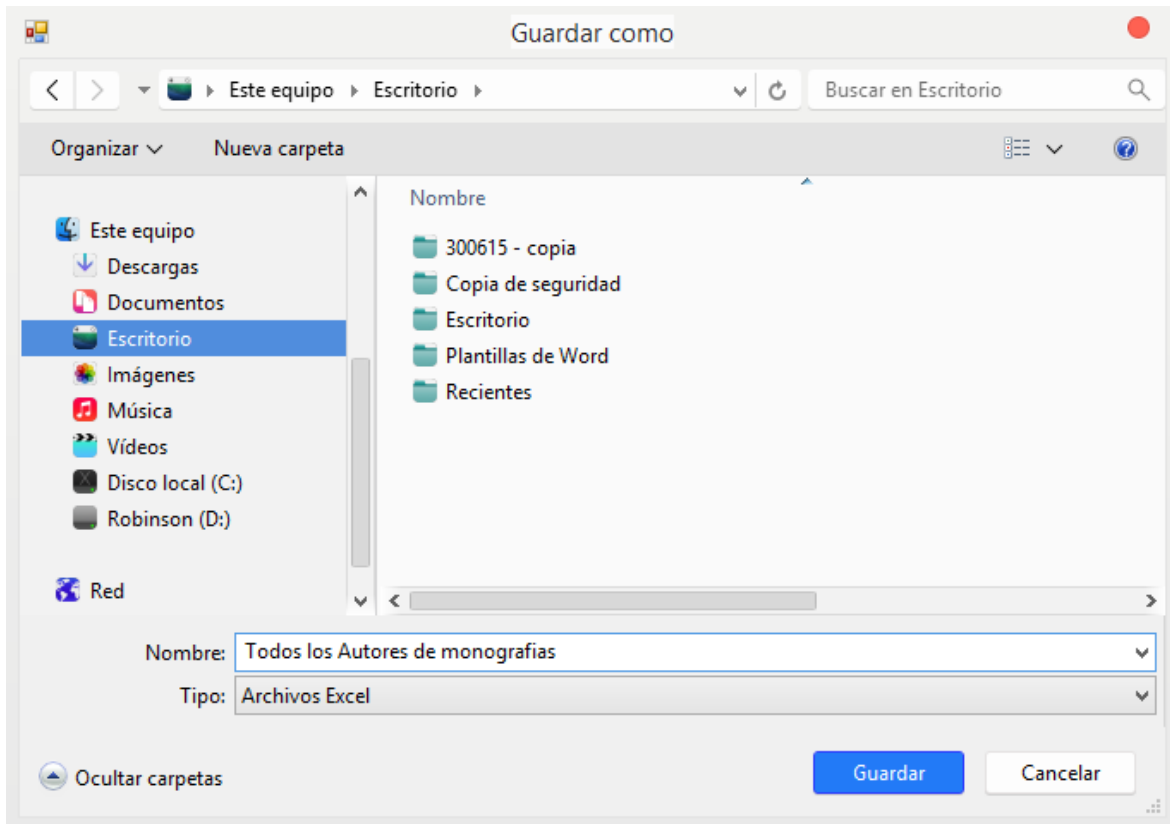 Guardar como
Este equipo Escritorio Buscar en Escritorio
Organizar Nueva carpeta
Nombre
Este equipo
Descargas
Documentos
Escritorio
Imágenes
Música
Vídeos
Disco local (C:)
Robinson (D:)
Red
300615 - copia
Copia de seguridad
Escritorio
Plantillas de Word
Recientes
Nombre: Todos los Autores de monografias
Tipo: Archivos Excel
Ocultar carpetas Guardar Cancelar